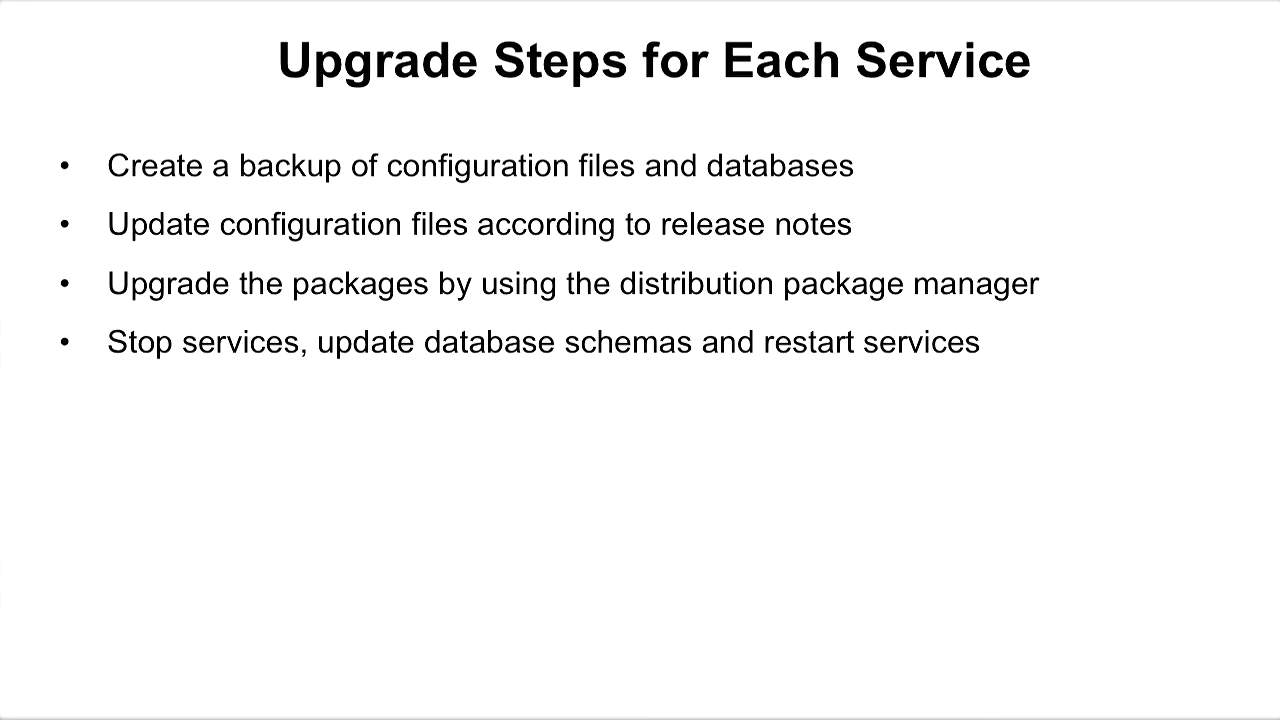 Upgrade Steps for Each Service
• Create a backup of configuration files and databases
• Update configuration files according to release notes
• Upgrade the packages by using the distribution package manager
• Stop services, update database schemas and restart services